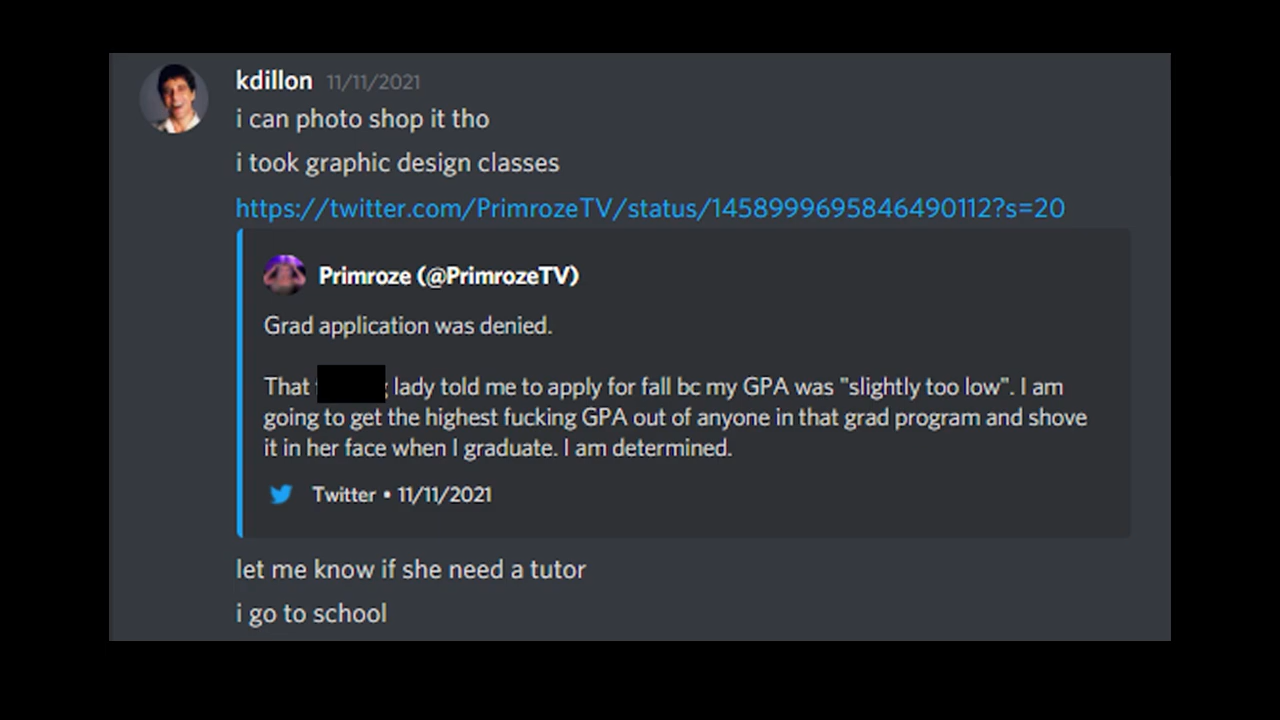 kdillon 11/11/2021
i can photo shop it tho
i took graphic design classes
https://twitter.com/PrimrozeTV/status/1458999695846490112?s=20
Primroze (@PrimrozeTV)
Grad application was denied.
That lady told me to apply for fall bc my GPA was "slightly too low". I am
going to get the highest fucking GPA out of anyone in that grad program and shove
it in her face when I graduate. I am determined.
Twitter • 11/11/2021
let me know if she need a tutor
i go to school